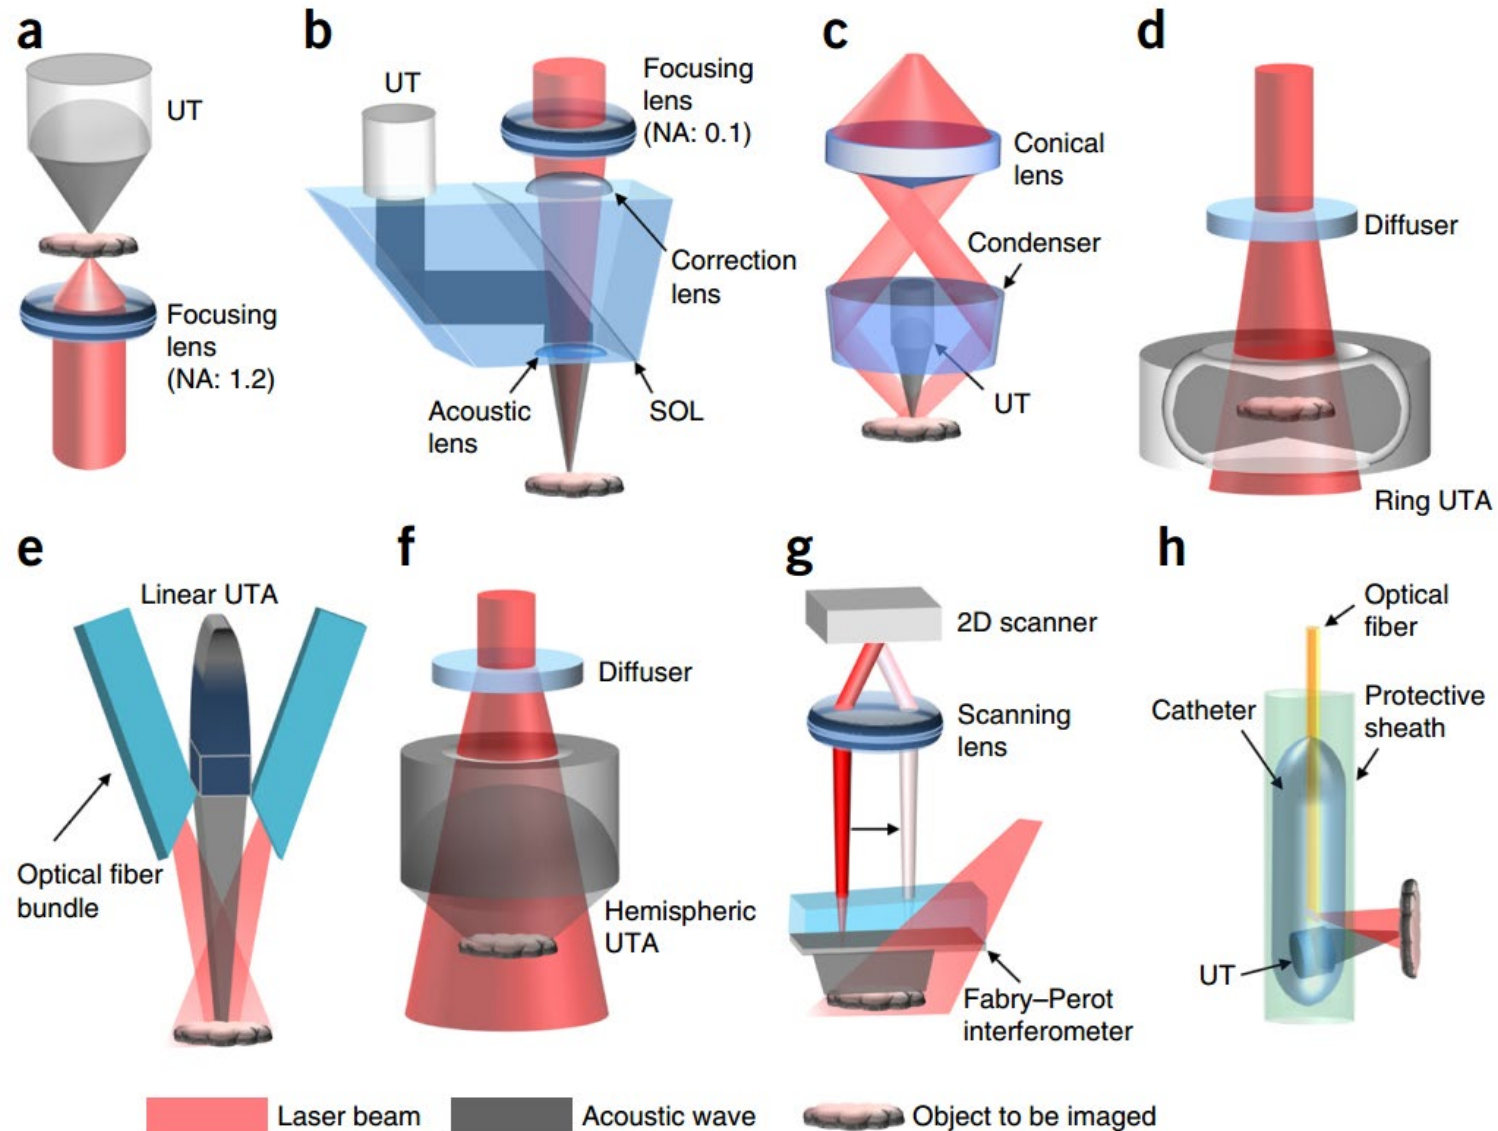 a
UT
Focusing
lens
(NA: 1.2)
b
UT
Focusing
lens
(NA: 0.1)
Correction
lens
Acoustic
lens
SOL
c
Conical
lens
Condenser
UT
d
Diffuser
Ring UTA
e
Linear UTA
Optical fiber
bundle
f
Diffuser
Hemispheric
UTA
g
2D scanner
Scanning
lens
Fabry–Perot
interferometer
h
Optical
fiber
Catheter
Protective
sheath
UT
Laser beam
Acoustic wave
Object to be imaged